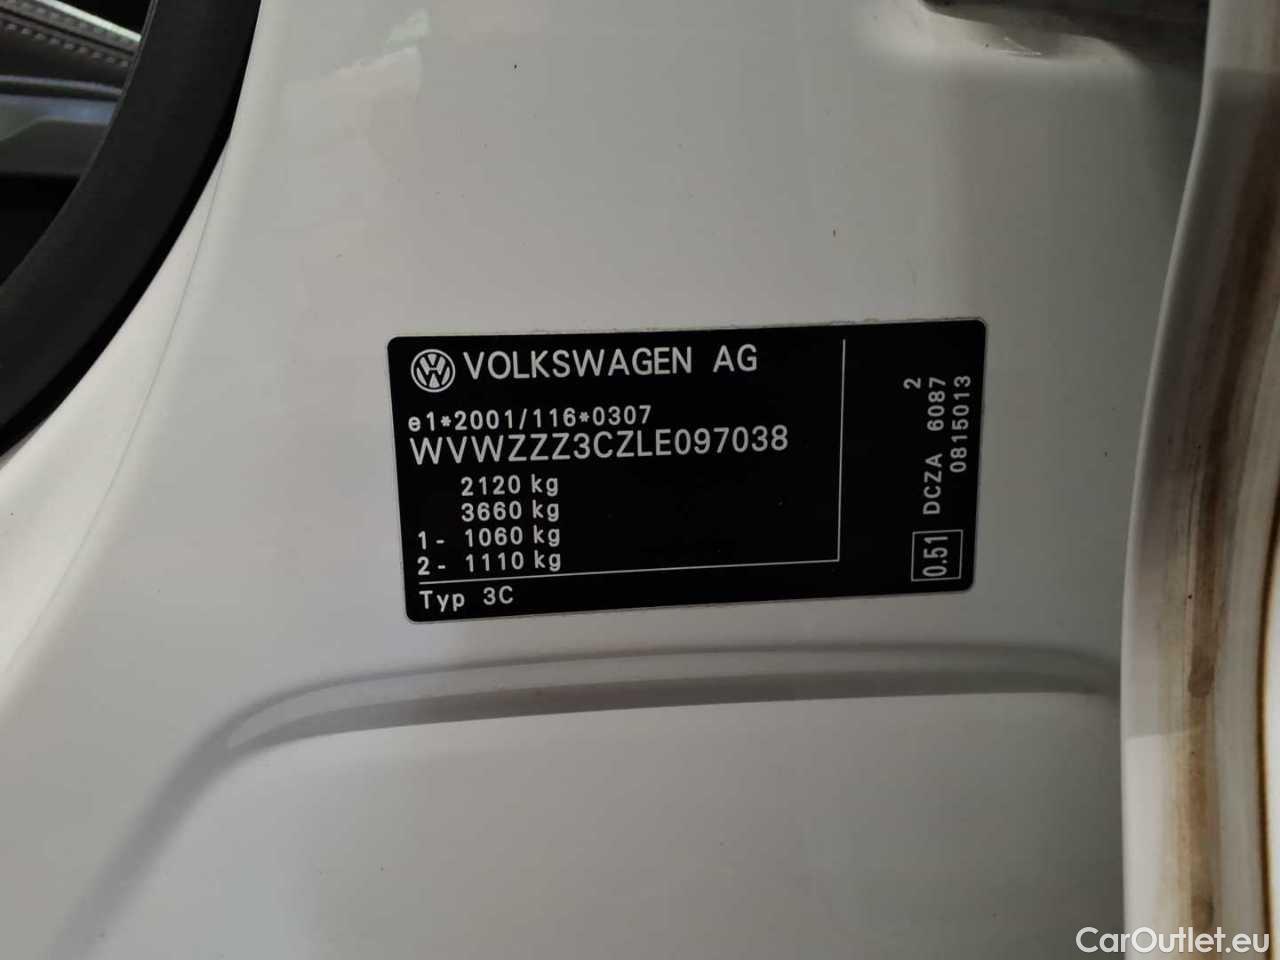 VOLKSWAGEN AG
e1*2001/116*0307
WVWZZZ3CZLE097038
2120 kg
3660 kg
1- 1060 kg
2- 1110 kg
Typ 3C
2
DCZA 6087
0815013
0.51
CarOutlet.eu